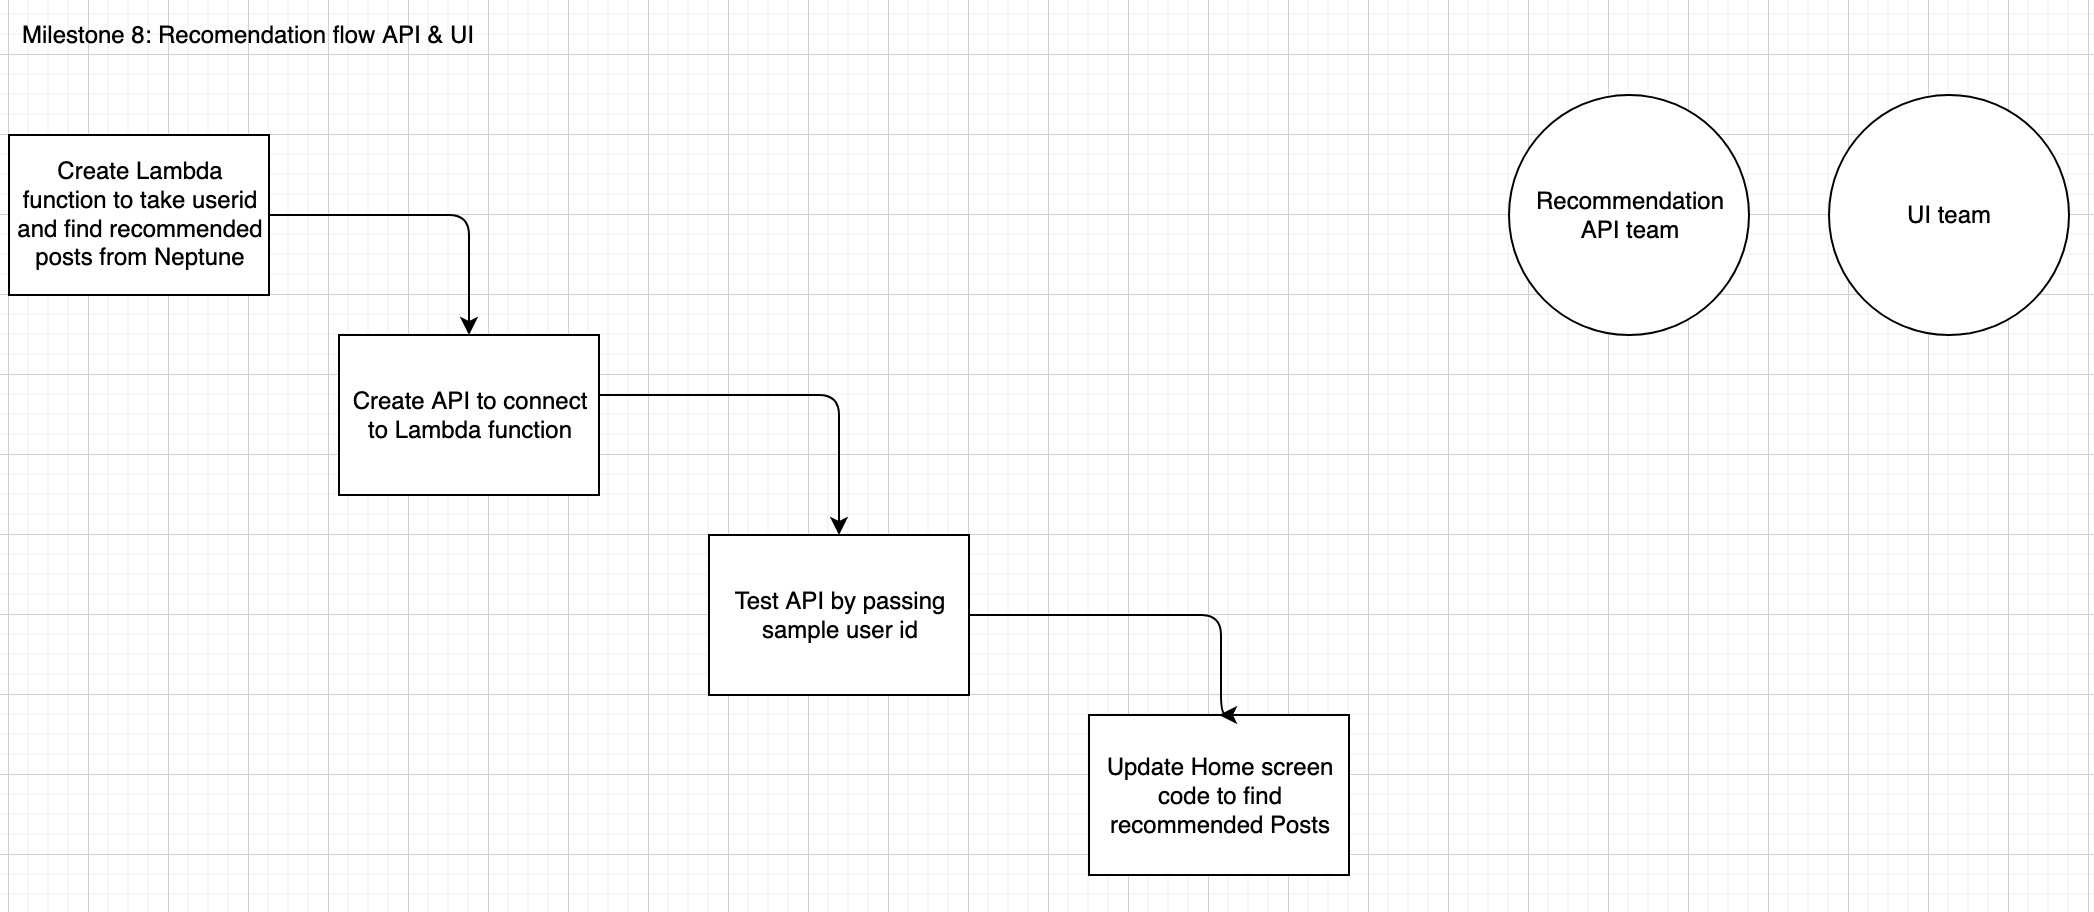 Milestone 8: Recomendation flow API & UI
Create Lambda
function to take userid
and find recommended
posts from Neptune
Recommendation
API team
UI team
Create API to connect
to Lambda function
Test API by passing
sample user id
Update Home screen
code to find
recommended Posts